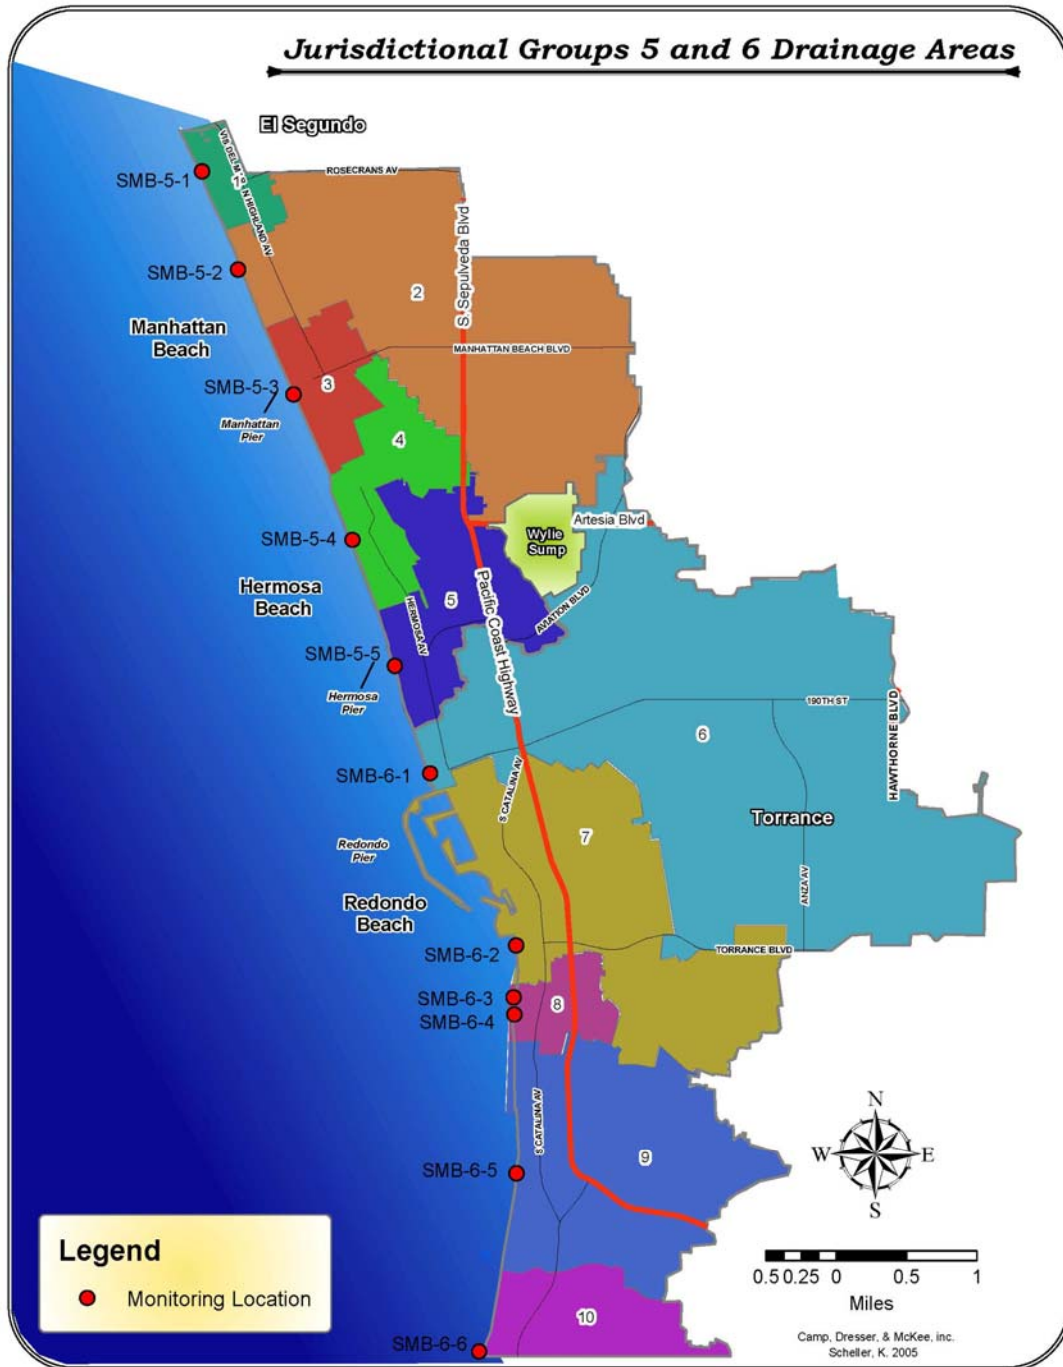 Jurisdictional Groups 5 and 6 Drainage Areas
El Segundo
ROSECRANS AV
SMB-5-1
1
N HIGHLAND AV
S. Sepulveda Blvd
SMB-5-2
2
Manhattan
Beach
MANHATTAN BEACH BLVD
SMB-5-3
3
Manhattan
Pier
4
Artesia Blvd
Wylie
Sump
SMB-5-4
Hermosa
Beach
HERMOSA AV
5
Pacific Coast Highway
AVIATION BLVD
SMB-5-5
Hermosa
Pier
190TH ST
HAWTHORNE BLVD
6
SMB-6-1
S CATALINA AV
Torrance
7
Redondo
Pier
ANZA AV
Redondo
Beach
SMB-6-2
TORRANCE BLVD
SMB-6-3
8
SMB-6-4
S CATALINA AV
9
SMB-6-5
N
W
E
S
Legend
Monitoring Location
0.5 0.25 0 0.5 1
Miles
10
SMB-6-6
Camp, Dresser, & McKee, inc.
Scheller, K. 2005